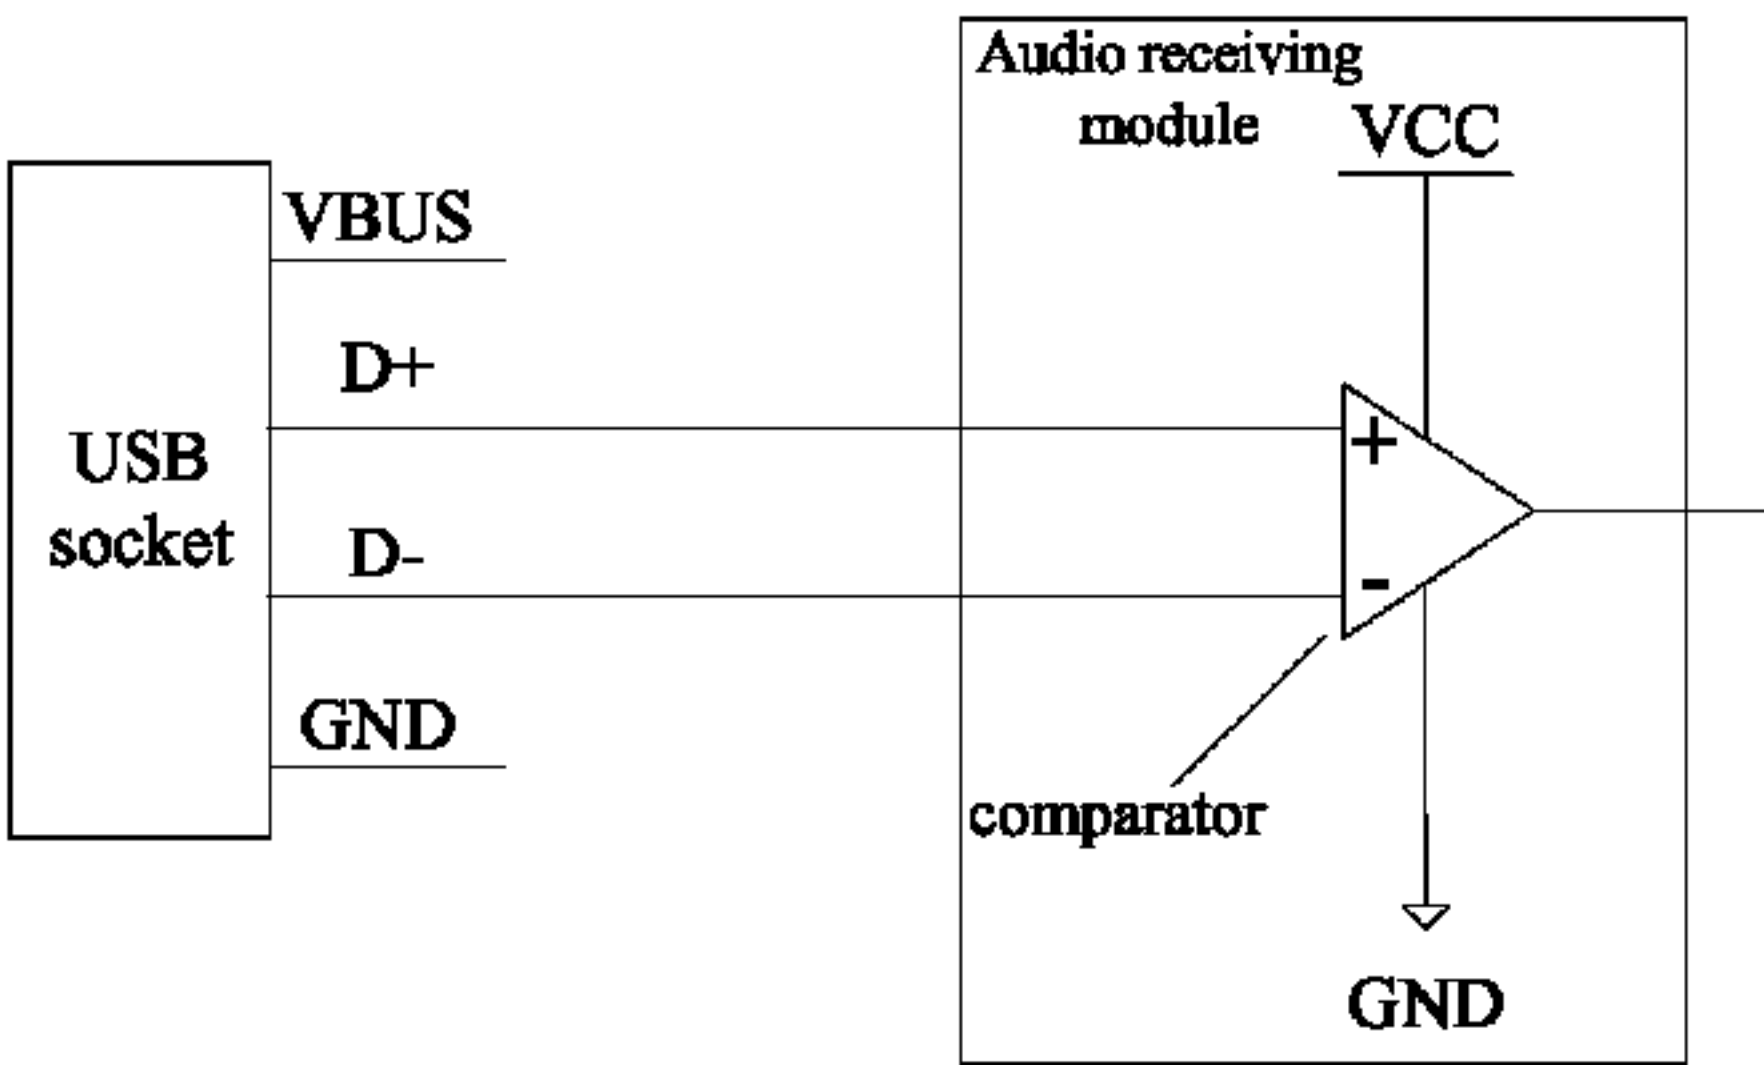 Audio receiving
module
VCC
VBUS
D+
USB
socket
D-
GND
+
-
comparator
GND